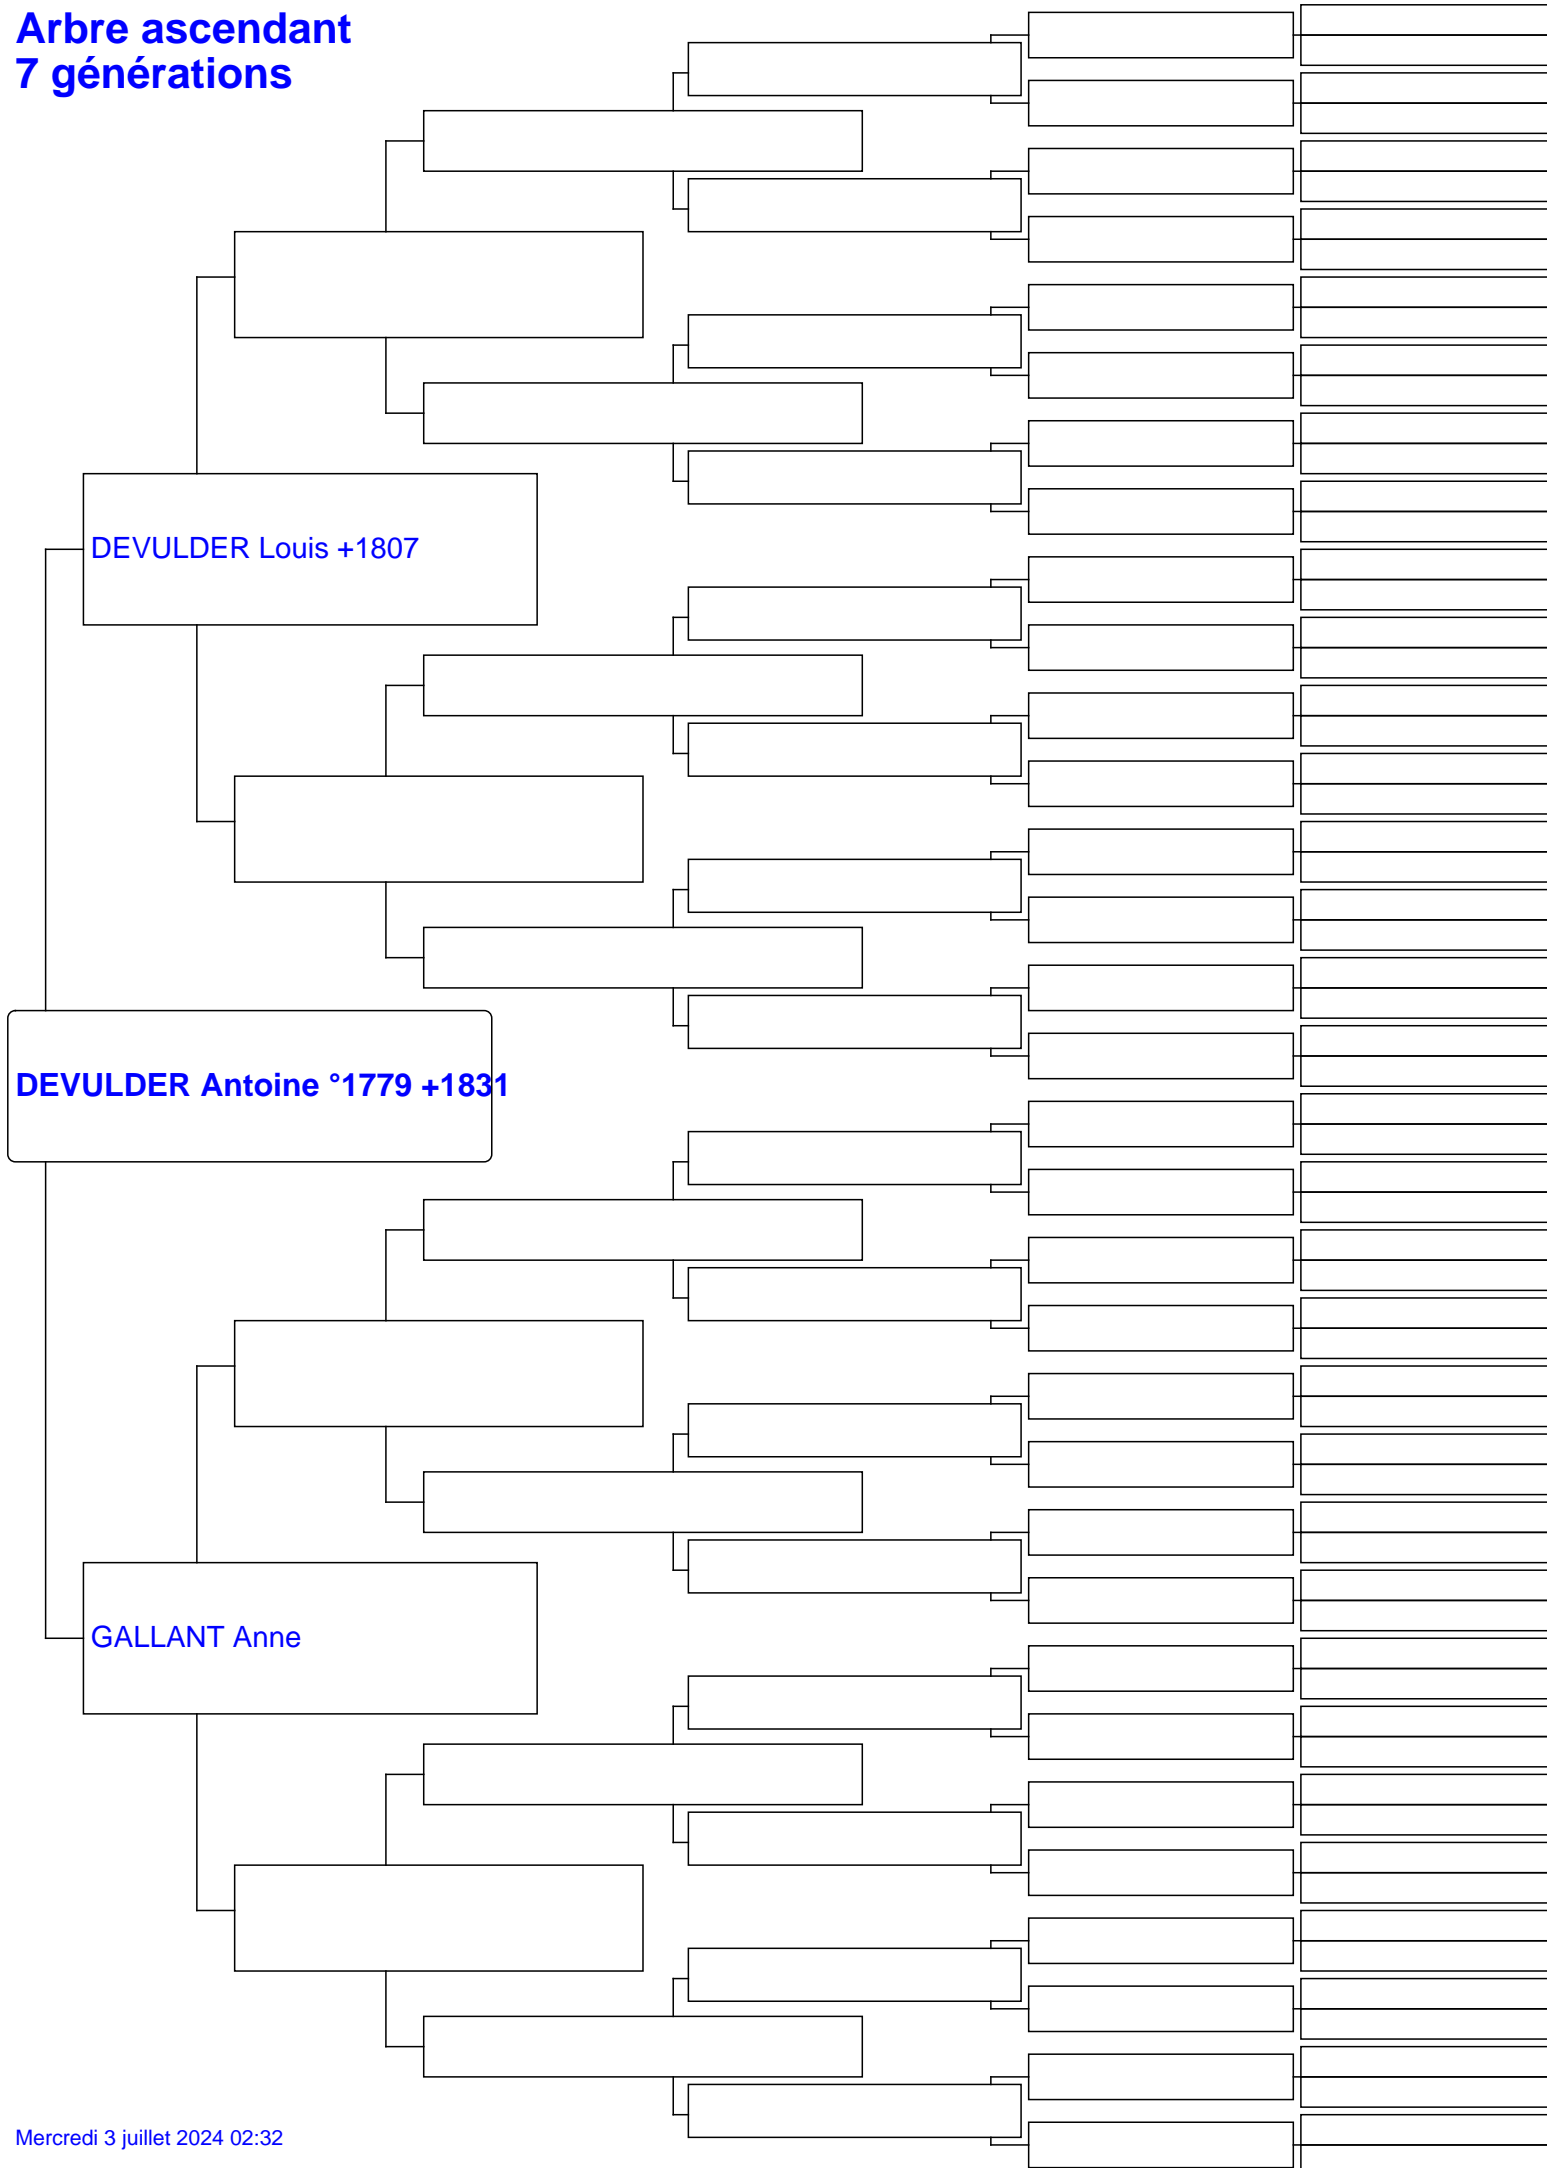 Arbre ascendant
7 générations
DEVULDER Louis +1807
DEVULDER Antoine °1779 +1831
GALLANT Anne
Mercredi 3 juillet 2024 02:32